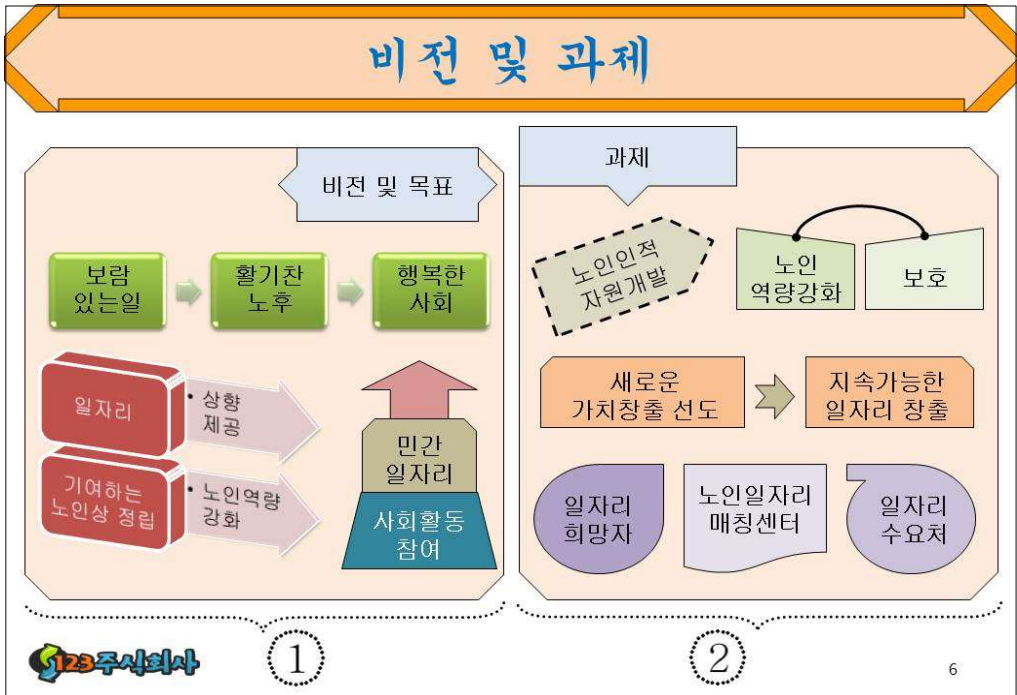 비전 및 과제
비전 및 목표
보람
있는일
활기찬
노후
행복한
사회
일자리
• 상향
제공
기여하는
노인상 정립
• 노인역량
강화
민간
일자리
사회활동
참여
과제
노인인적
자원개발
노인
역량강화
보호
새로운
가치창출 선도
지속가능한
일자리 창출
일자리
희망자
노인일자리
매칭센터
일자리
수요처
①
②
123주식회사
6